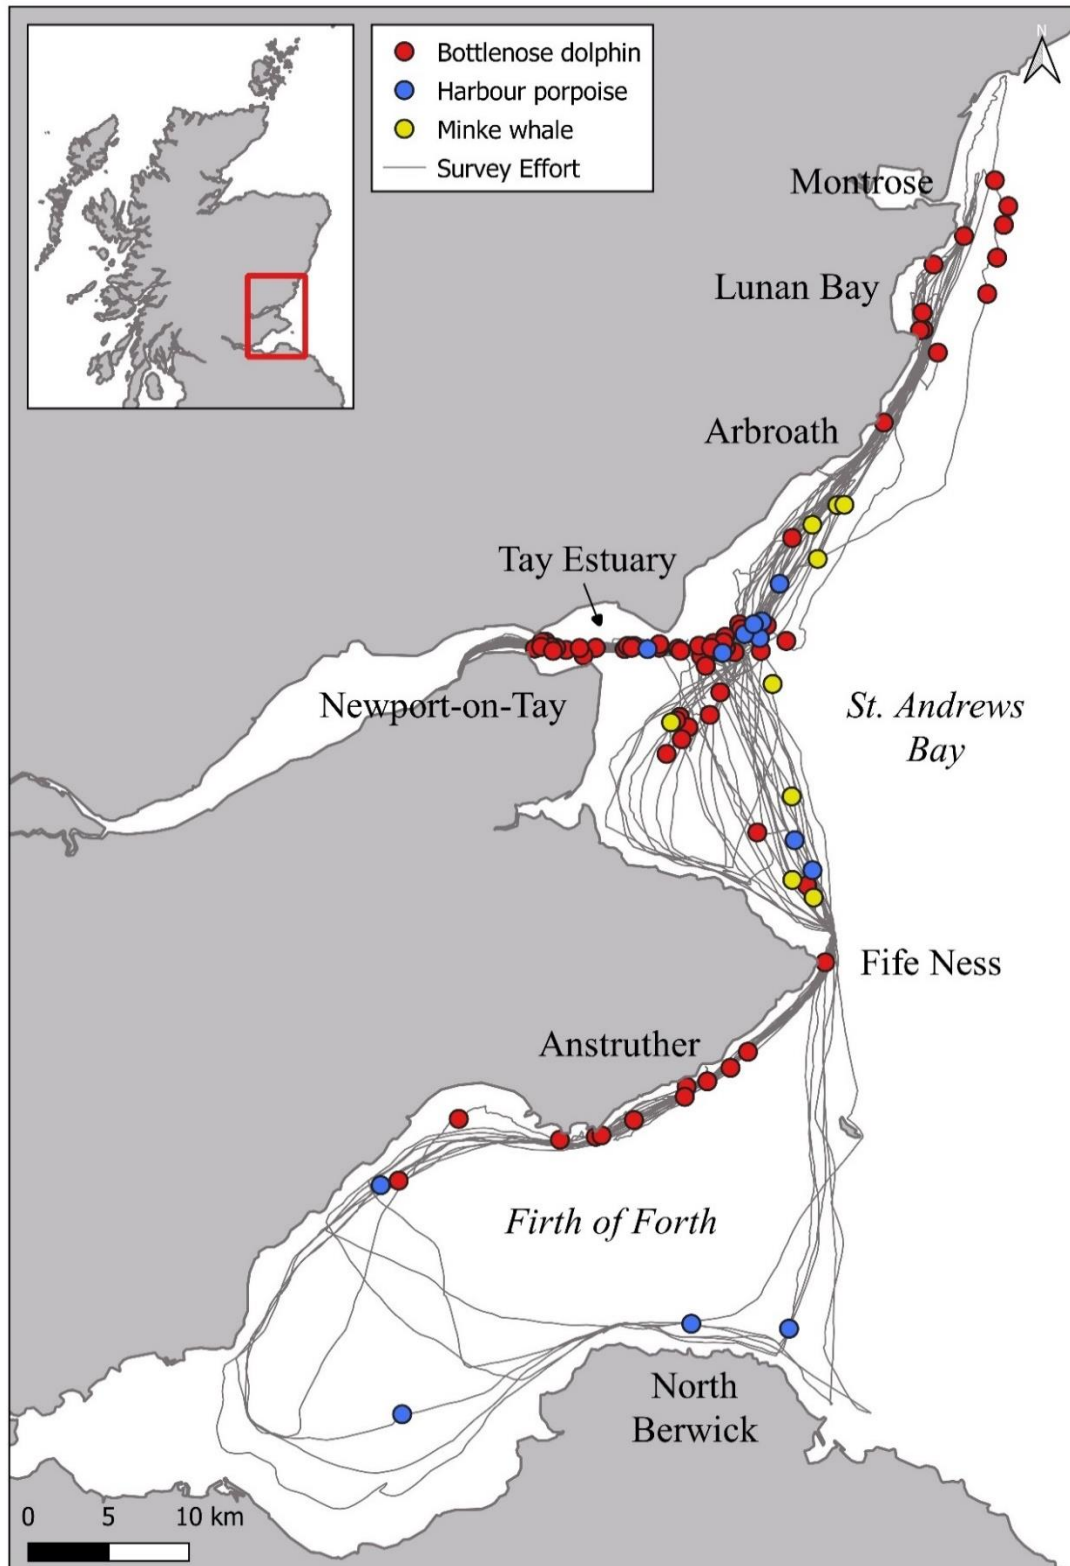 Bottlenose dolphin
Harbour porpoise
Minke whale
Survey Effort
N
Montrose
Lunan Bay
Arbroath
Tay Estuary
Newport-on-Tay
St. Andrews
Bay
Fife Ness
Anstruther
Firth of Forth
North
Berwick
0 5 10 km